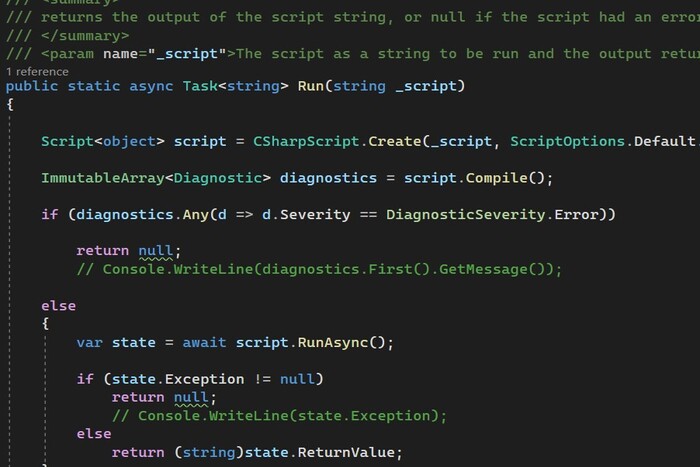 /// <summary>
/// returns the output of the script string, or null if the script had an error
/// </summary>
/// <param name="_script">The script as a string to be run and the output retur
1 reference
public static async Task<string> Run(string _script)
{
Script<object> script = CSharpScript.Create(_script, ScriptOptions.Default.
ImmutableArray<Diagnostic> diagnostics = script.Compile();
if (diagnostics.Any(d => d.Severity == DiagnosticSeverity.Error))
return null;
// Console.WriteLine(diagnostics.First().GetMessage());
else
{
var state = await script.RunAsync();
if (state.Exception != null)
return null;
// Console.WriteLine(state.Exception);
else
return (string)state.ReturnValue;